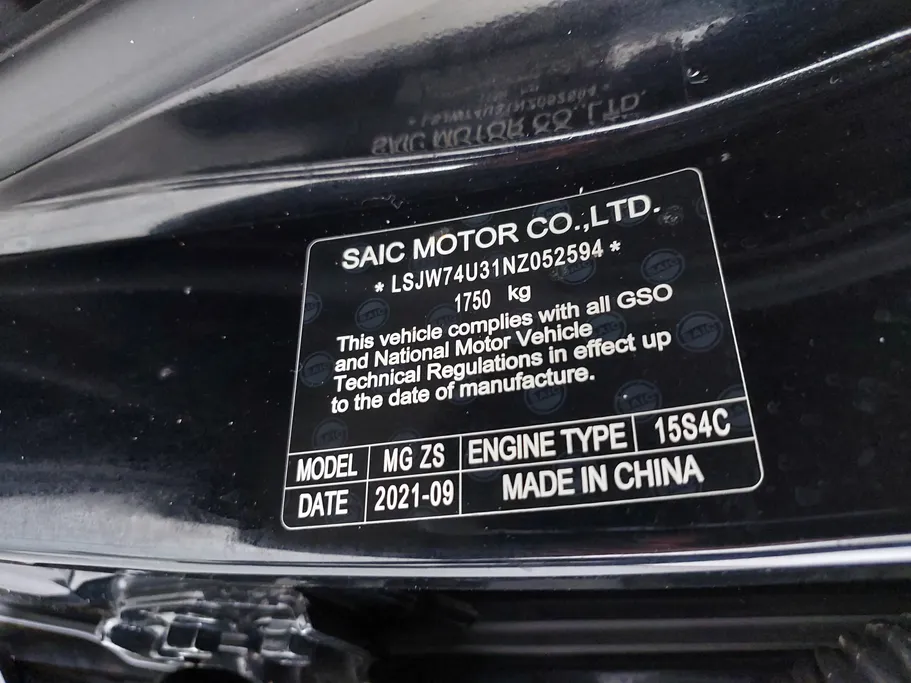 SAIC MOTOR CO.,LTD.
* LSJW74U31NZ052594 *
1750 kg
This vehicle complies with all GSO
and National Motor Vehicle
Technical Regulations in effect up
to the date of manufacture.
MODEL MG ZS ENGINE TYPE 15S4C
DATE 2021-09 MADE IN CHINA